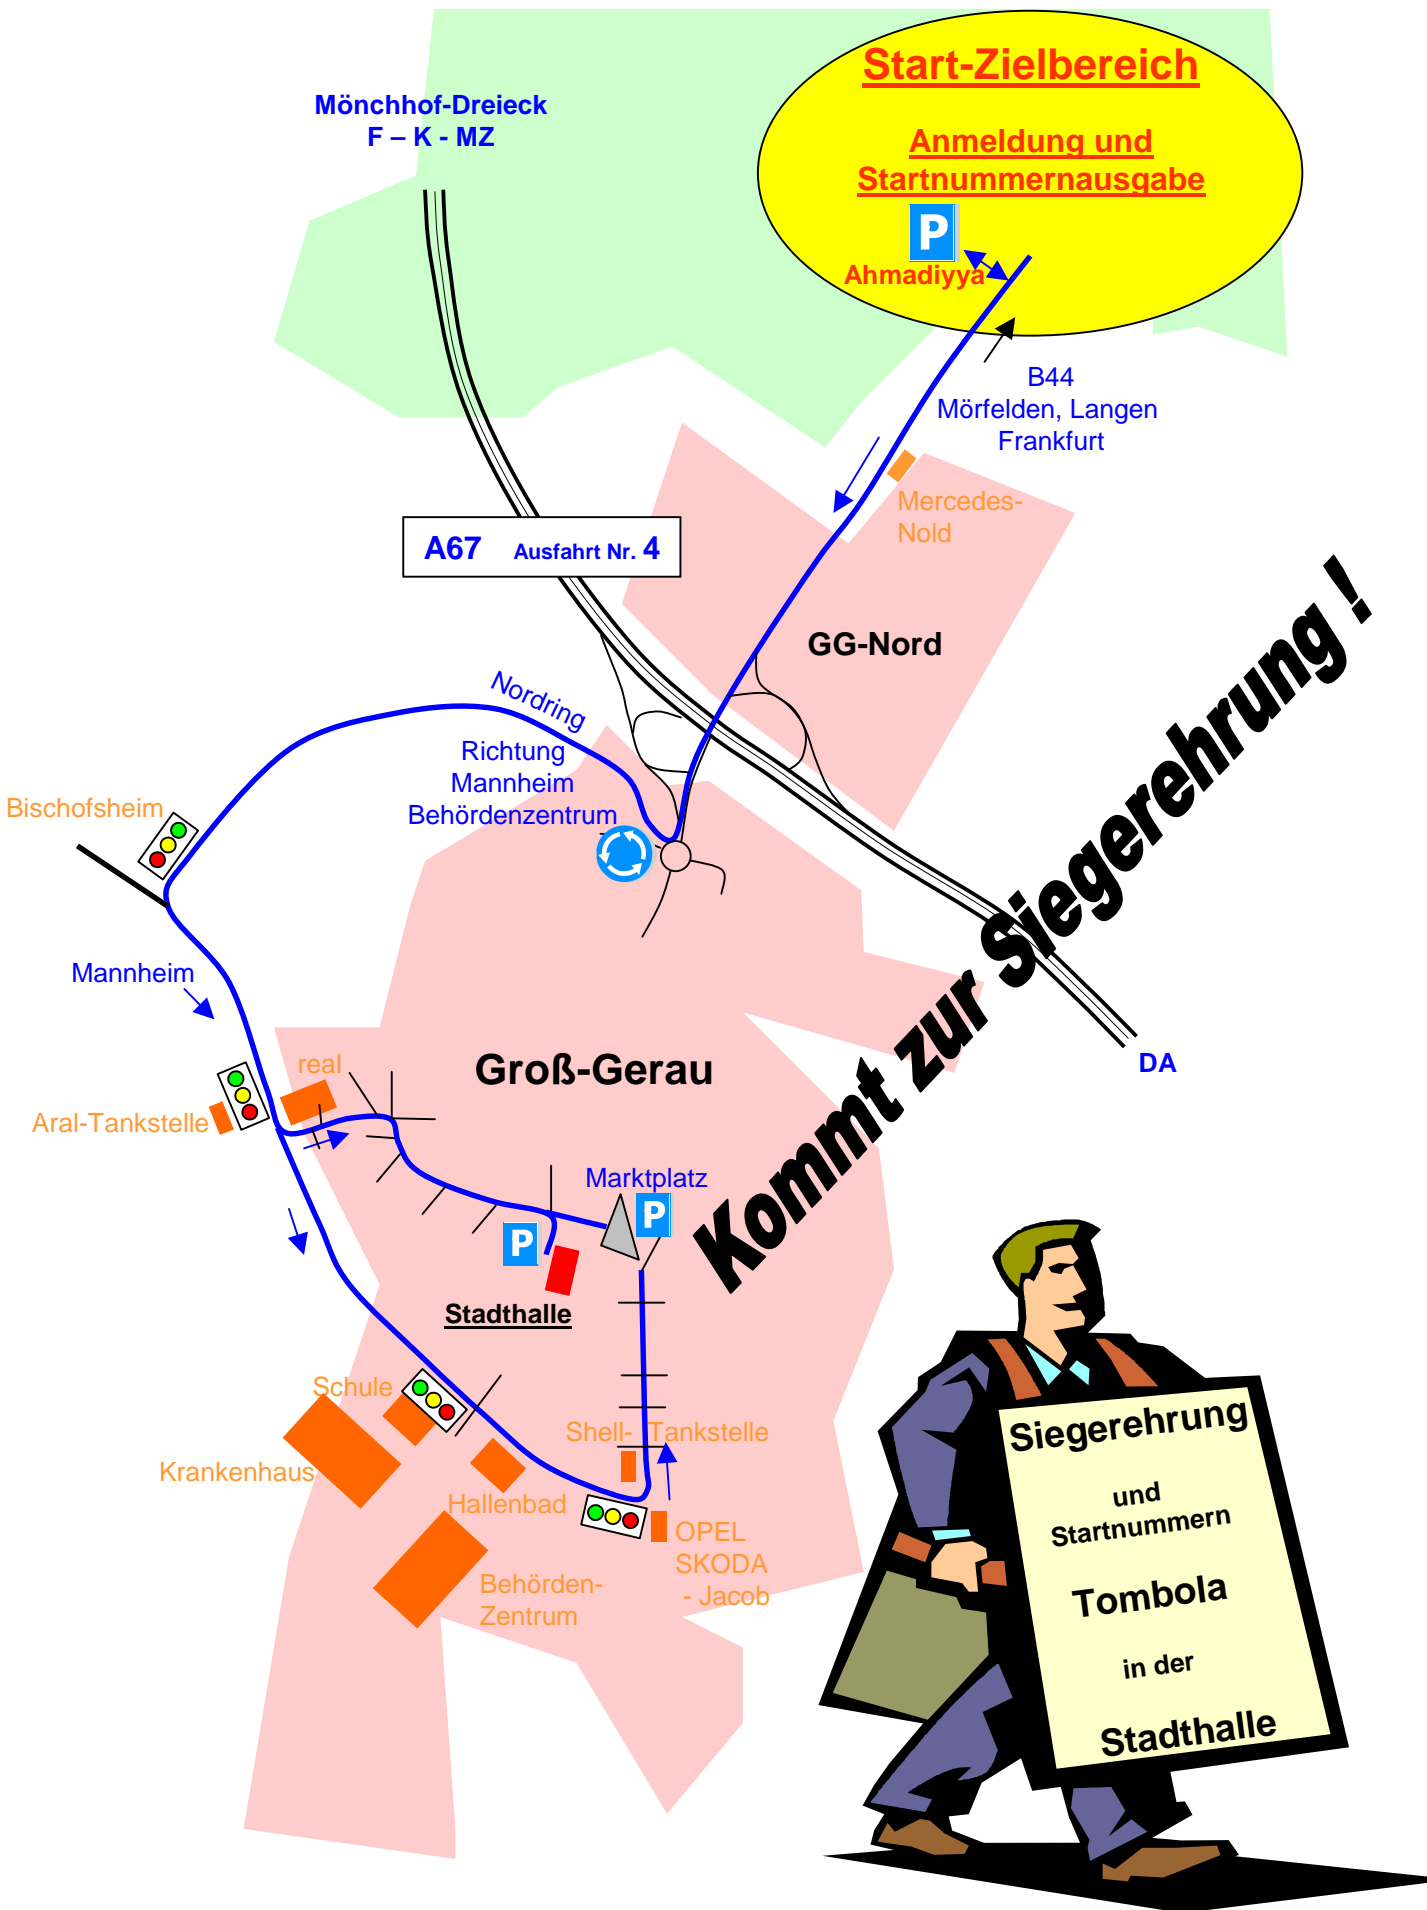 Start-Zielbereich
Anmeldung und
Startnummernausgabe
P
Ahmadiyya
Mönchhof-Dreieck
F – K - MZ
B44
Mörfelden, Langen
Frankfurt
Mercedes-
Nold
A67 Ausfahrt Nr. 4
GG-Nord
Nordring
Richtung
Mannheim
Behördenzentrum
Bischofsheim
Mannheim
DA
Kommt zur Siegerehrung !
Groß-Gerau
real
Aral-Tankstelle
Marktplatz
P
P
Stadthalle
Schule
Shell- Tankstelle
Krankenhaus
Hallenbad
OPEL
SKODA
- Jacob
Behörden-
Zentrum
Siegerehrung
und
Startnummern
Tombola
in der
Stadthalle